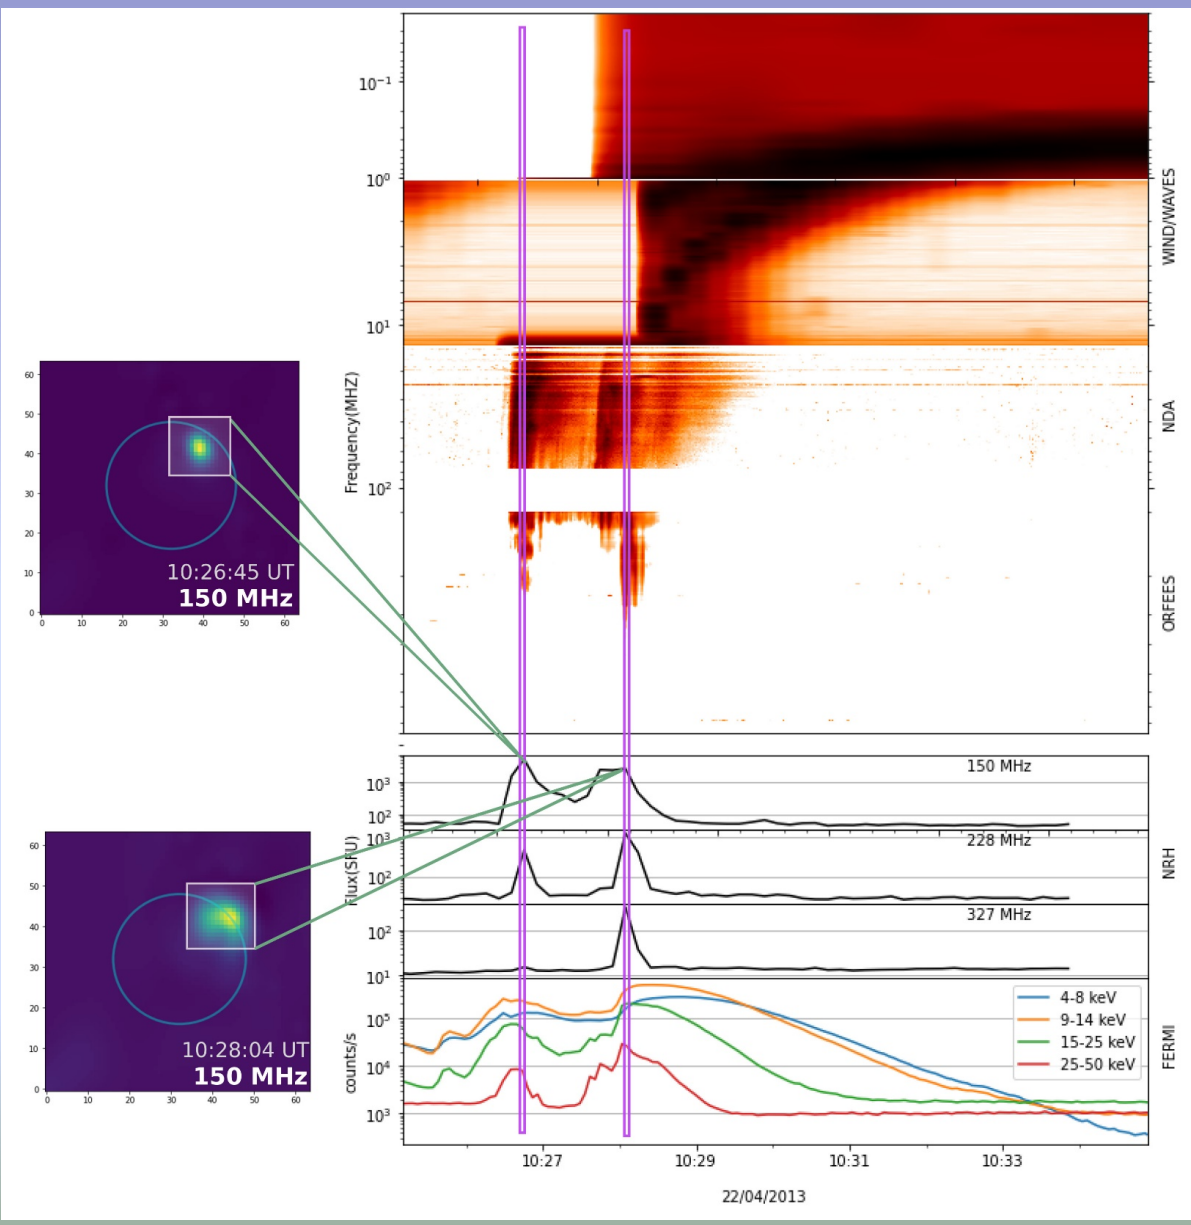 10⁻¹
10⁰
10¹
10²
Frequency(MHZ)
WIND/WAVES
NDA
ORFEES
60
50
40
30
20
10
0
0 10 20 30 40 50 60
10:26:45 UT
150 MHz
60
50
40
30
20
10
0
0 10 20 30 40 50 60
10:28:04 UT
150 MHz
10³
10²
150 MHz
10³
10²
228 MHz
10²
10¹
327 MHz
Flux(SFU)
NRH
10⁵
10⁴
10³
counts/s
4-8 keV
9-14 keV
15-25 keV
25-50 keV
FERMI
10:27 10:29 10:31 10:33
22/04/2013